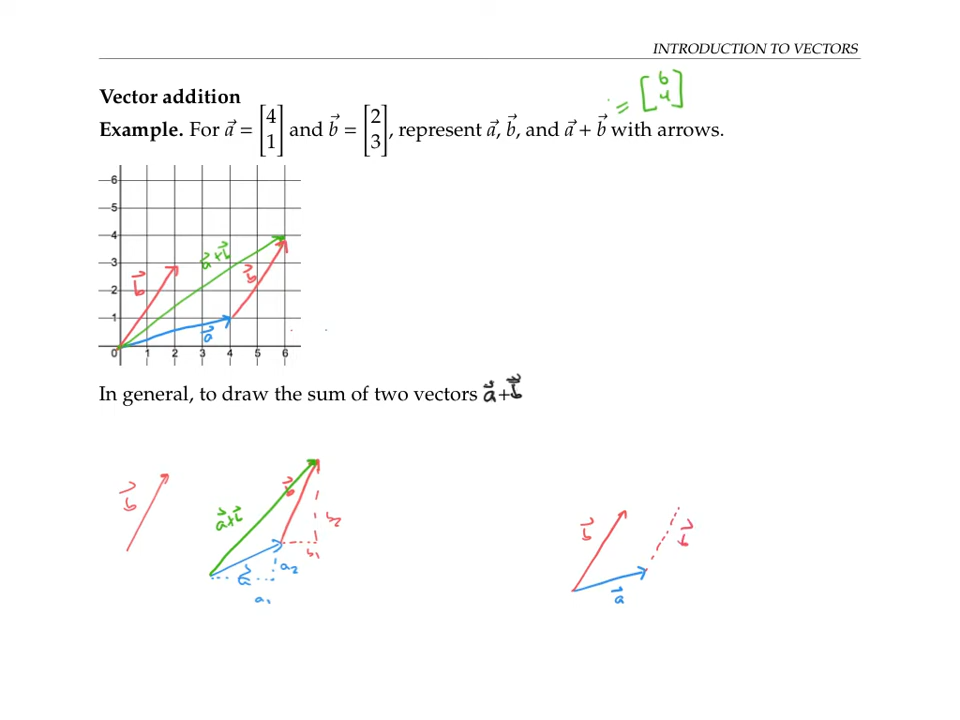 INTRODUCTION TO VECTORS
Vector addition
= [6 4]
Example. For a⃗ = [4 1] and b⃗ = [2 3], represent a⃗, b⃗, and a⃗ + b⃗ with arrows.
6
5
4
3
2
1
0 1 2 3 4 5 6
b⃗
a⃗+b⃗
b⃗
a⃗
In general, to draw the sum of two vectors a⃗+b⃗
b⃗
a⃗+b⃗
b⃗
b₂
b₁
a⃗
a₂
a₁
b⃗
b⃗
a⃗